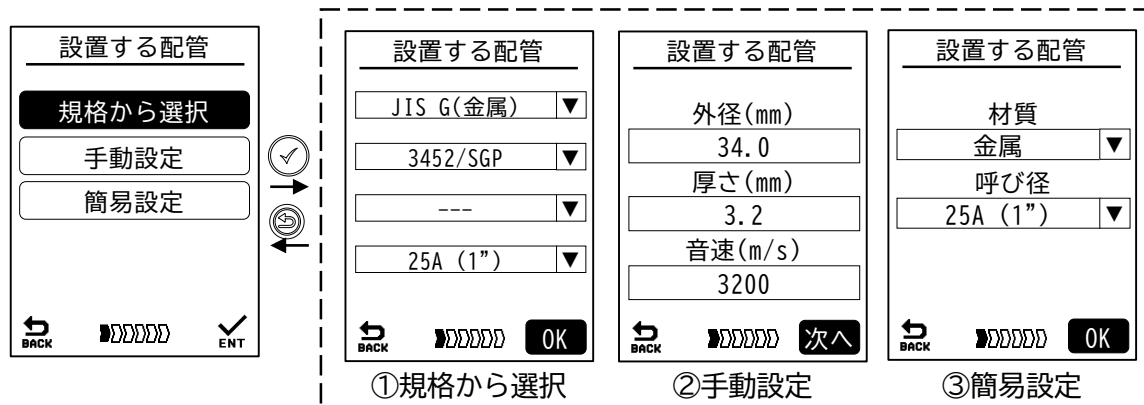 設置する配管
規格から選択
手動設定
簡易設定
BACK
ENT
設置する配管
JIS G(金属) ▼
3452/SGP ▼
--- ▼
25A (1”) ▼
BACK
OK
①規格から選択
設置する配管
外径(mm)
34.0
厚さ(mm)
3.2
音速(m/s)
3200
BACK
次へ
②手動設定
設置する配管
材質
金属 ▼
呼び径
25A (1”) ▼
BACK
OK
③簡易設定